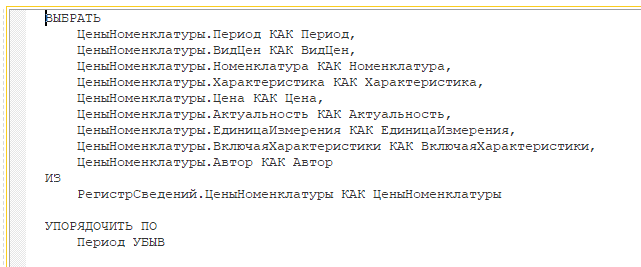 ВЫБРАТЬ
ЦеныНоменклатуры.Период КАК Период,
ЦеныНоменклатуры.ВидЦен КАК ВидЦен,
ЦеныНоменклатуры.Номенклатура КАК Номенклатура,
ЦеныНоменклатуры.Характеристика КАК Характеристика,
ЦеныНоменклатуры.Цена КАК Цена,
ЦеныНоменклатуры.Актуальность КАК Актуальность,
ЦеныНоменклатуры.ЕдиницаИзмерения КАК ЕдиницаИзмерения,
ЦеныНоменклатуры.ВключаяХарактеристики КАК ВключаяХарактеристики,
ЦеныНоменклатуры.Автор КАК Автор
ИЗ
РегистрСведений.ЦеныНоменклатуры КАК ЦеныНоменклатуры
УПОРЯДОЧИТЬ ПО
Период УБЫВ